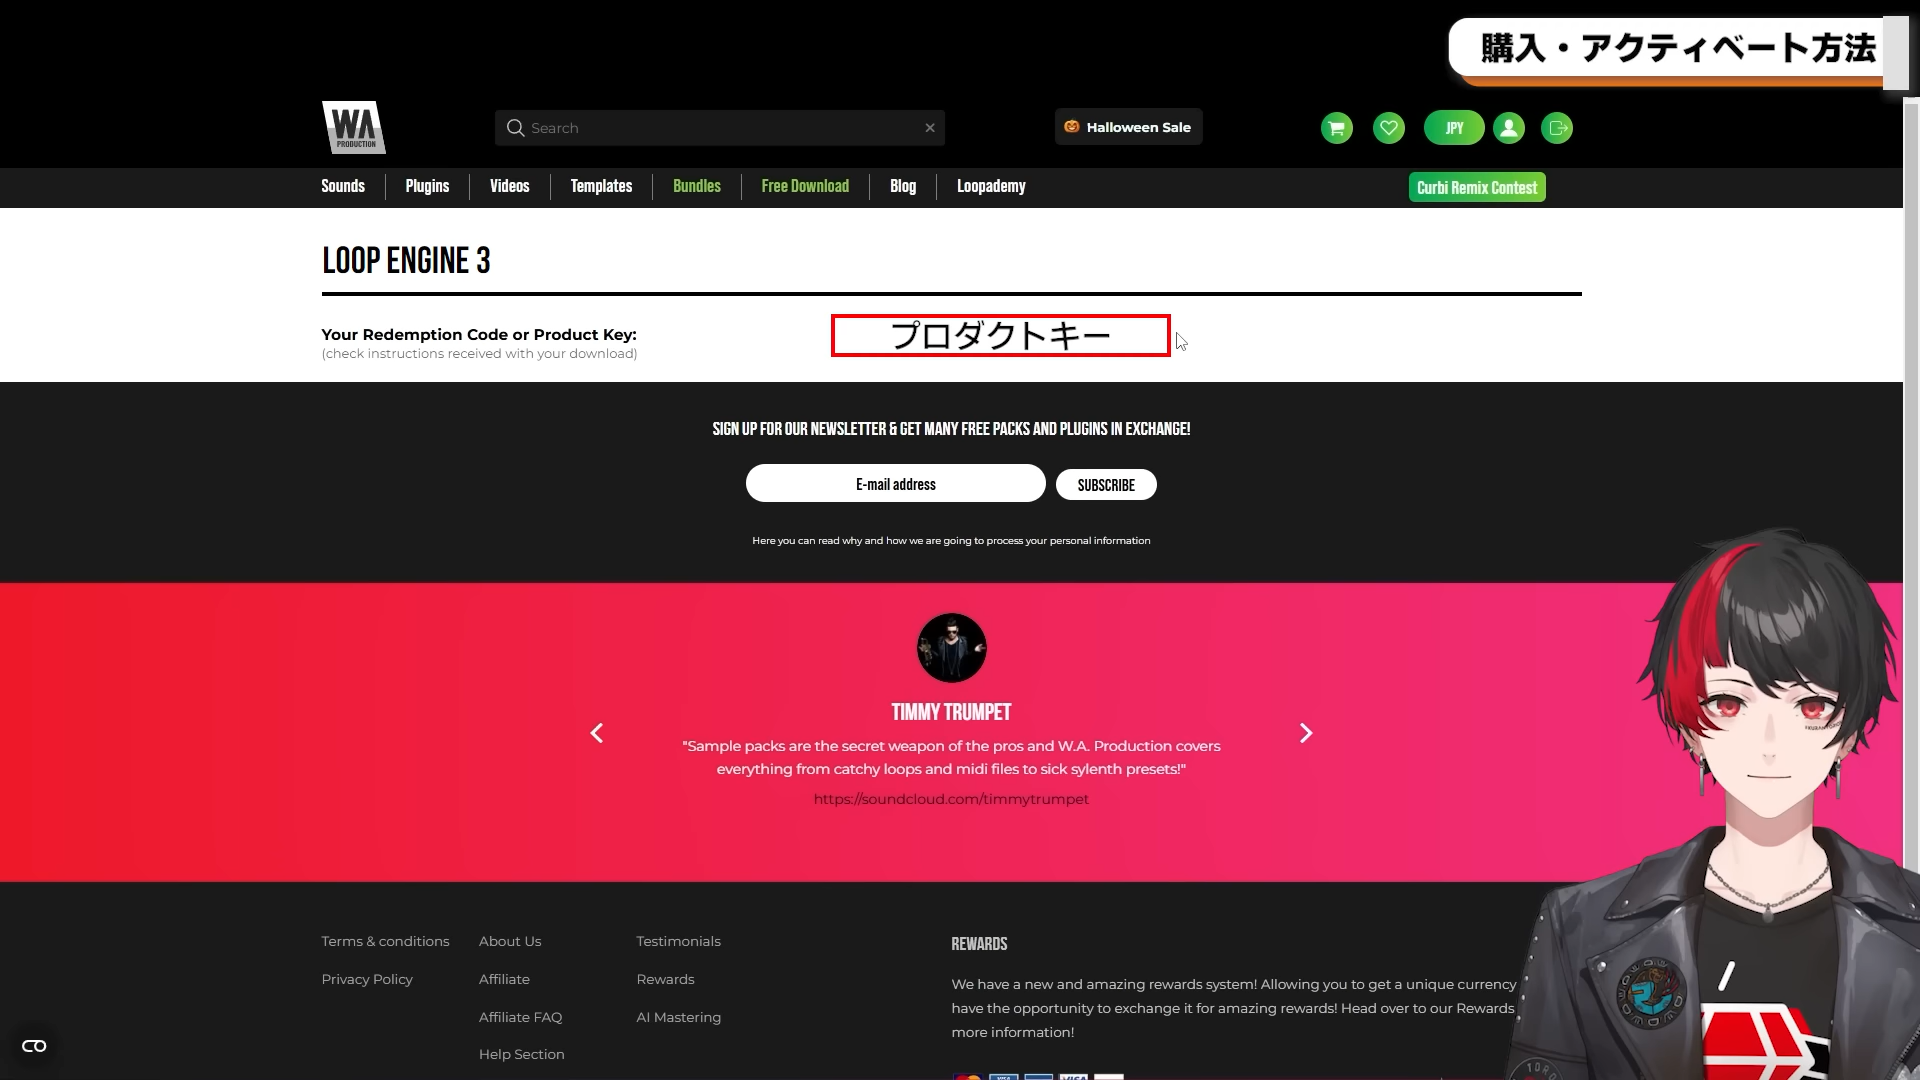 購入・アクティベート方法
WA
PRODUCTION
Search
Halloween Sale
JPY
Sounds
Plugins
Videos
Templates
Bundles
Free Download
Blog
Loopademy
Curbi Remix Contest
LOOP ENGINE 3
Your Redemption Code or Product Key:
(check instructions received with your download)
プロダクトキー
SIGN UP FOR OUR NEWSLETTER & GET MANY FREE PACKS AND PLUGINS IN EXCHANGE!
E-mail address
SUBSCRIBE
Here you can read why and how we are going to process your personal information
TIMMY TRUMPET
"Sample packs are the secret weapon of the pros and W.A. Production covers
everything from catchy loops and midi files to sick sylenth presets!"
https://soundcloud.com/timmytrumpet
Terms & conditions
Privacy Policy
About Us
Affiliate
Affiliate FAQ
Help Section
Testimonials
Rewards
AI Mastering
REWARDS
We have a new and amazing rewards system! Allowing you to get a unique currency
have the opportunity to exchange it for amazing rewards! Head over to our Rewards
more information!